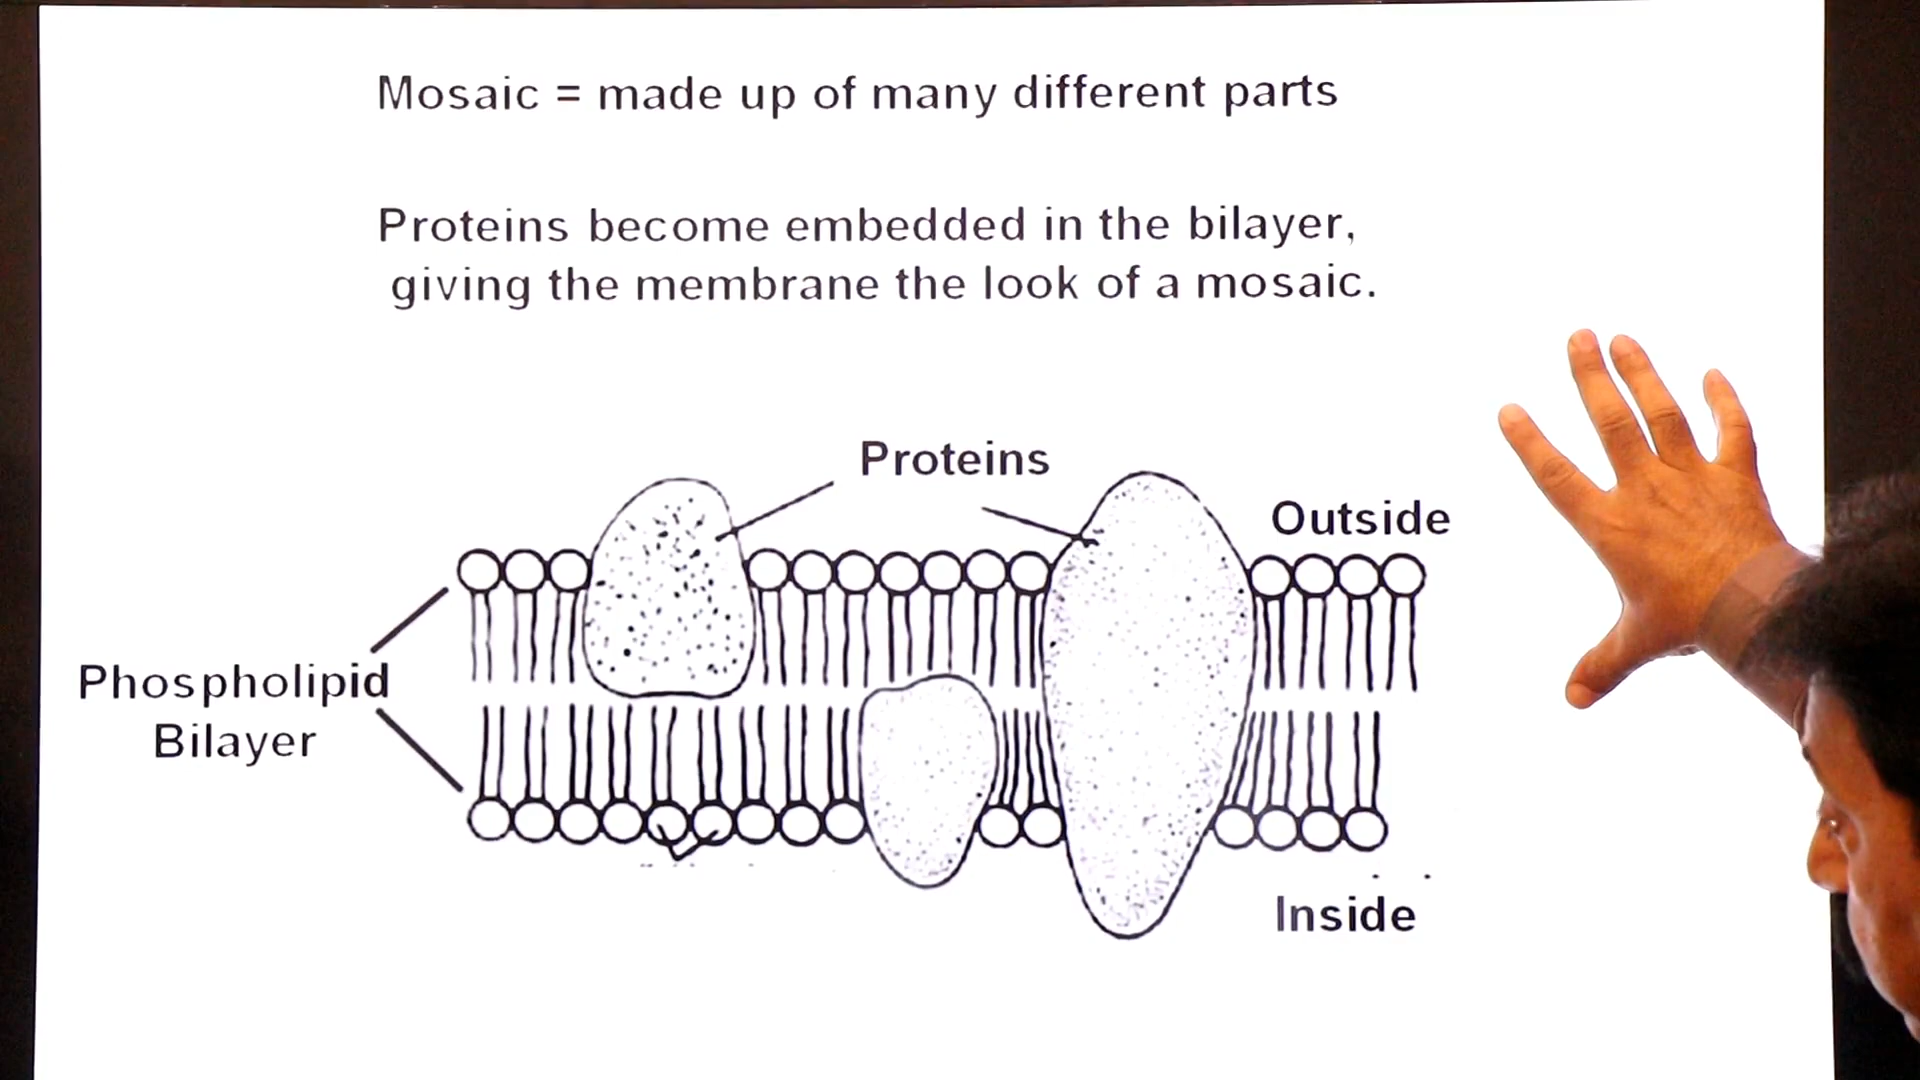 Mosaic = made up of many different parts
Proteins become embedded in the bilayer,
giving the membrane the look of a mosaic.
Proteins
Outside
Phospholipid
Bilayer
Inside